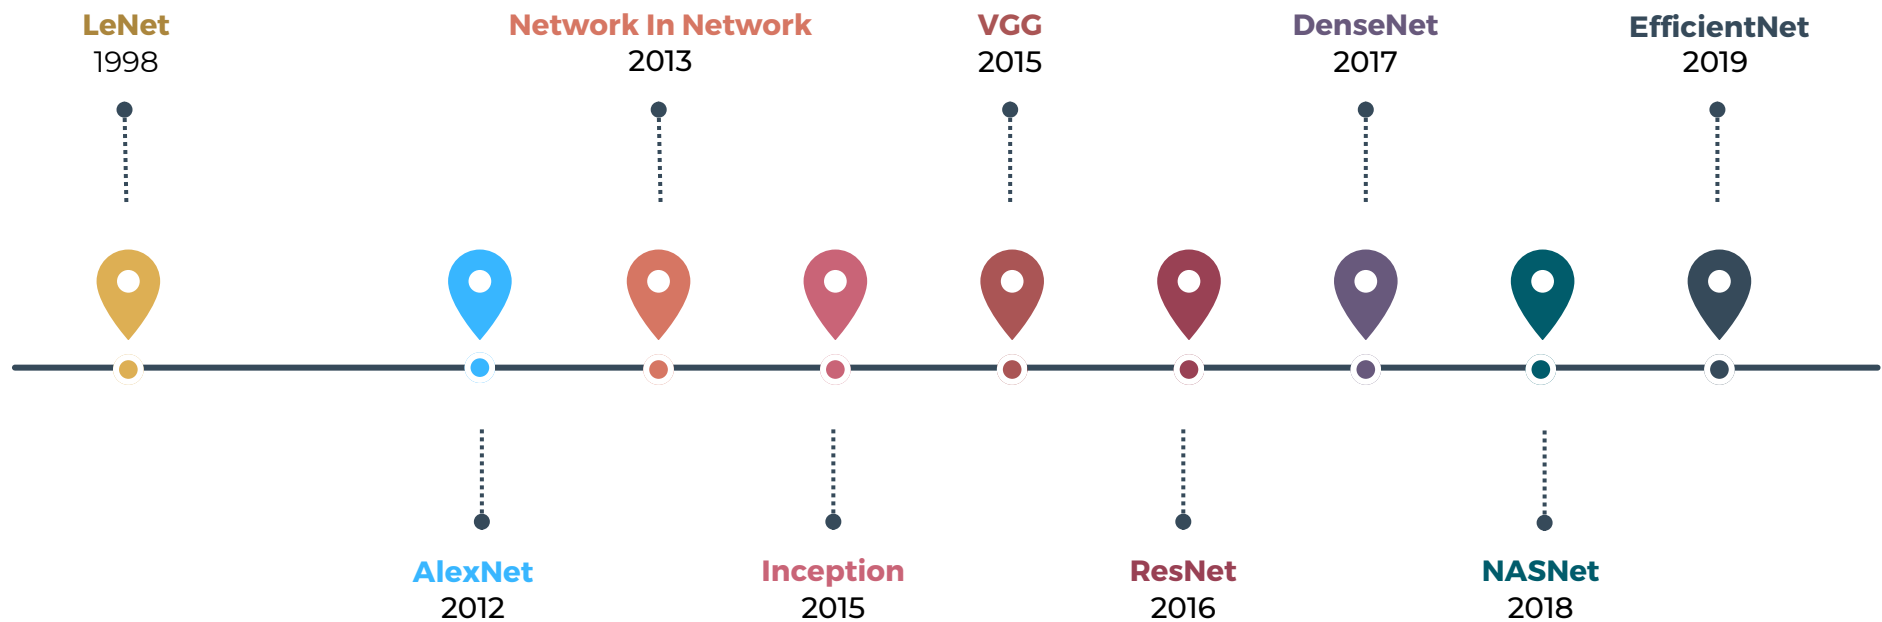 LeNet
1998
Network In Network
2013
VGG
2015
DenseNet
2017
EfficientNet
2019
AlexNet
2012
Inception
2015
ResNet
2016
NASNet
2018